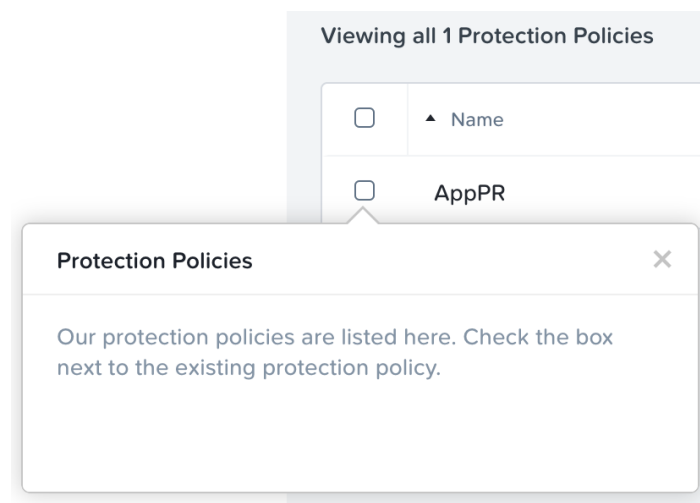 Viewing all 1 Protection Policies
Name
AppPR
Protection Policies
Our protection policies are listed here. Check the box
next to the existing protection policy.